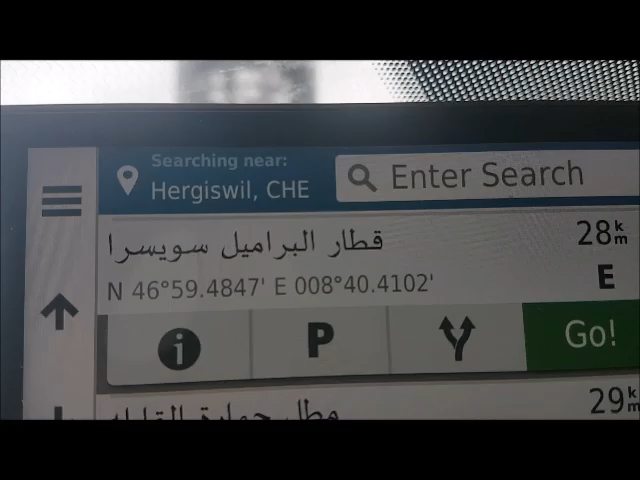 Searching near:
Hergiswil, CHE
Enter Search
قطار البراميل سويسرا
28 km
N 46°59.4847' E 008°40.4102'
E
P
Go!
مطل
29 km